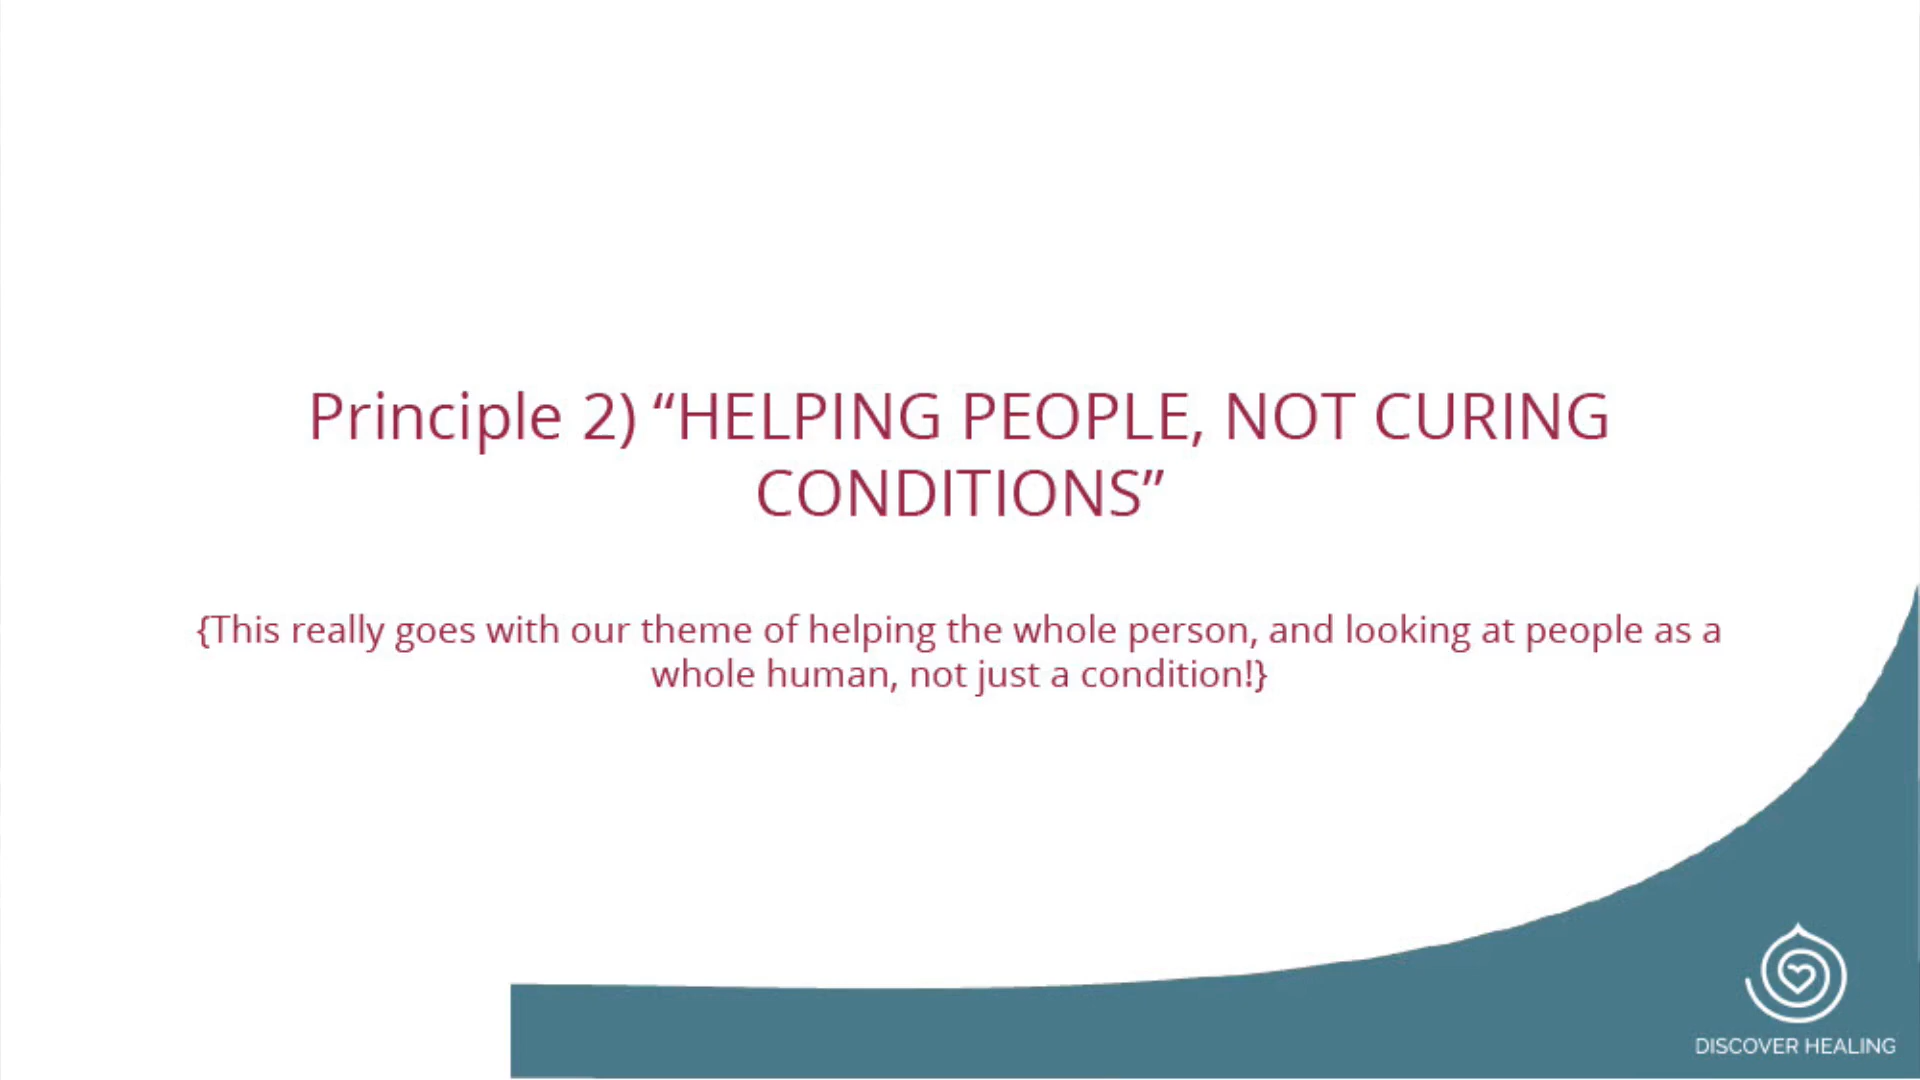 Principle 2) “HELPING PEOPLE, NOT CURING
CONDITIONS”
{This really goes with our theme of helping the whole person, and looking at people as a
whole human, not just a condition!}
DISCOVER HEALING